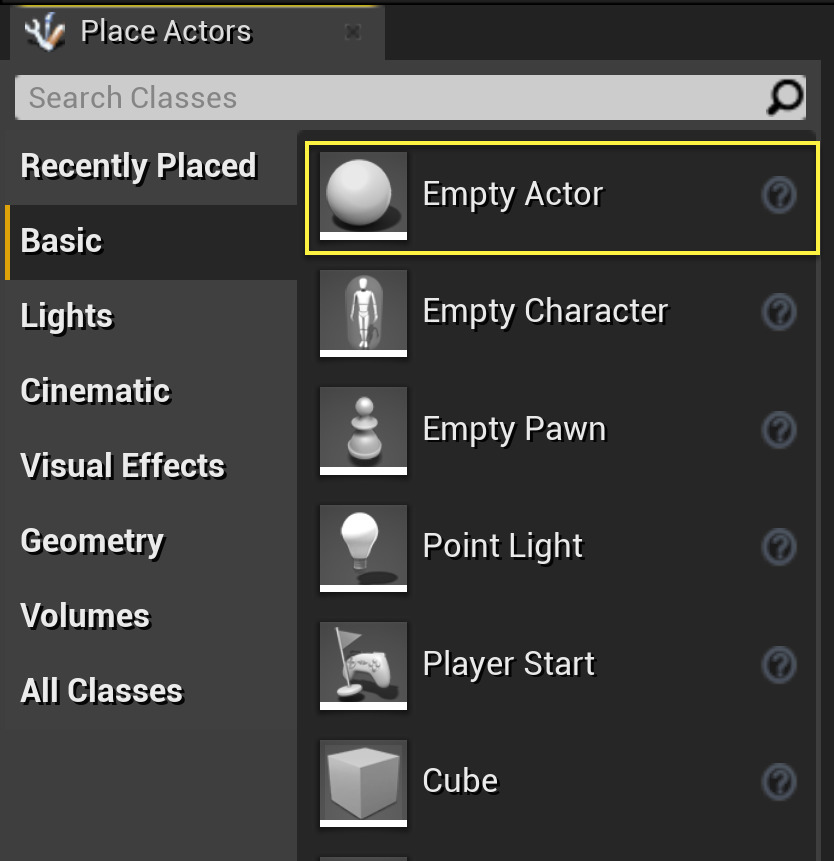 Place Actors
Search Classes
Recently Placed
Basic
Lights
Cinematic
Visual Effects
Geometry
Volumes
All Classes
Empty Actor
Empty Character
Empty Pawn
Point Light
Player Start
Cube